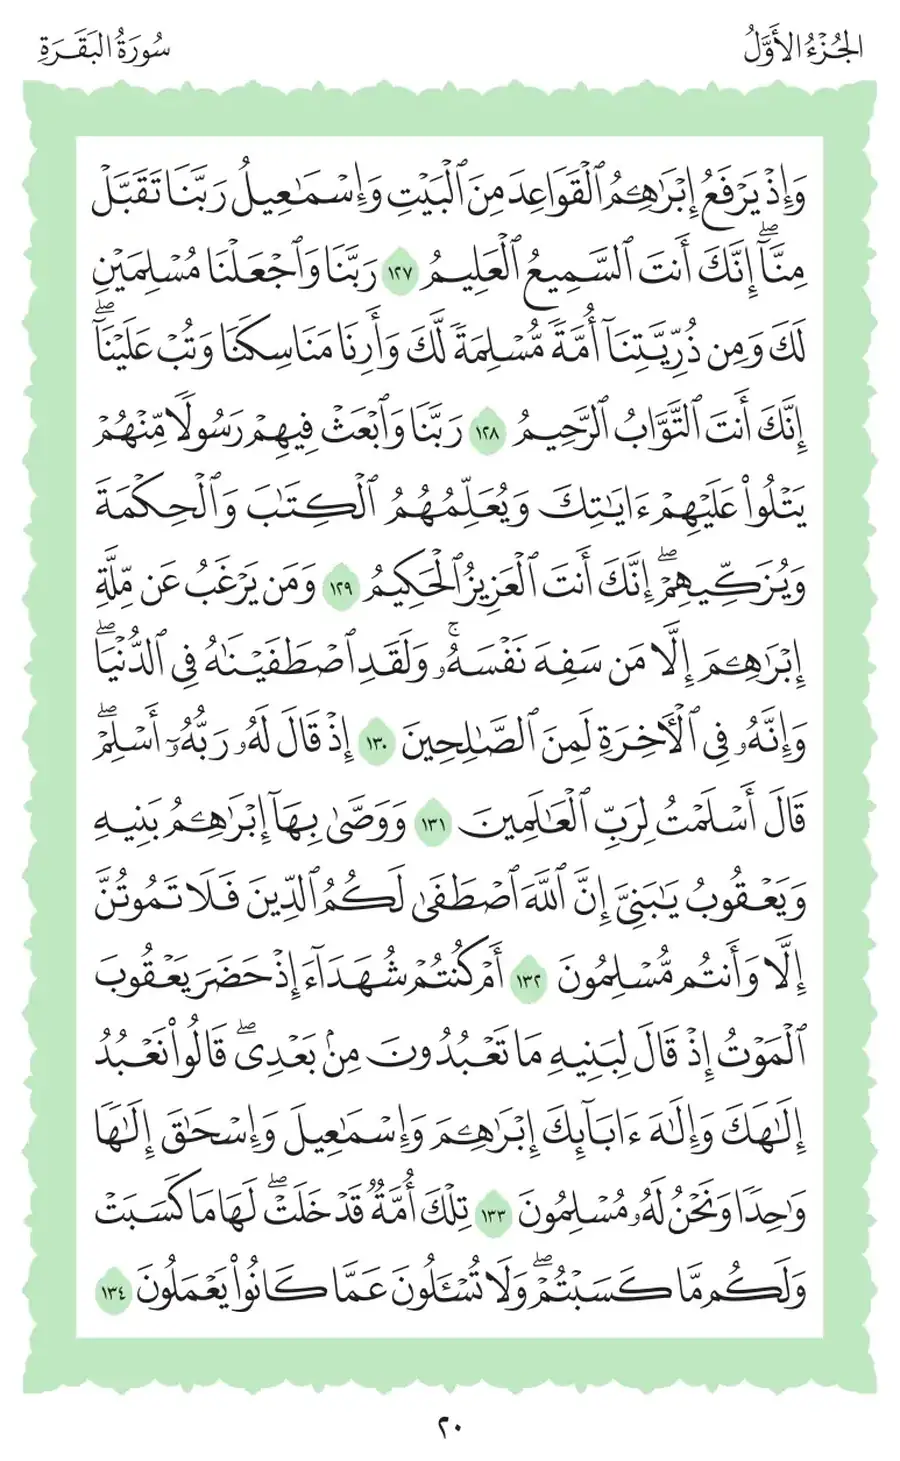 الجُزْءُ الأَوَّلُ
سُورَةُ البَقَرَةِ
وَإِذْ يَرْفَعُ إِبْرَٰهِـۧمُ ٱلْقَوَاعِدَ مِنَ ٱلْبَيْتِ وَإِسْمَـٰعِيلُ رَبَّنَا تَقَبَّلْ
مِنَّآ ۖ إِنَّكَ أَنتَ ٱلسَّمِيعُ ٱلْعَلِيمُ ١٢٧ رَبَّنَا وَٱجْعَلْنَا مُسْلِمَيْنِ
لَكَ وَمِن ذُرِّيَّتِنَآ أُمَّةً مُّسْلِمَةً لَّكَ وَأَرِنَا مَنَاسِكَنَا وَتُبْ عَلَيْنَآ ۖ
إِنَّكَ أَنتَ ٱلتَّوَّابُ ٱلرَّحِيمُ ١٢٨ رَبَّنَا وَٱبْعَثْ فِيهِمْ رَسُولًا مِّنْهُمْ
يَتْلُوا۟ عَلَيْهِمْ ءَايَـٰتِكَ وَيُعَلِّمُهُمُ ٱلْكِتَـٰبَ وَٱلْحِكْمَةَ
وَيُزَكِّيهِمْ ۖ إِنَّكَ أَنتَ ٱلْعَزِيزُ ٱلْحَكِيمُ ١٢٩ وَمَن يَرْغَبُ عَن مِّلَّةِ
إِبْرَٰهِـۧمَ إِلَّا مَن سَفِهَ نَفْسَهُۥ ۚ وَلَقَدِ ٱصْطَفَيْنَـٰهُ فِى ٱلدُّنْيَا ۖ
وَإِنَّهُۥ فِى ٱلْـَٔاخِرَةِ لَمِنَ ٱلصَّـٰلِحِينَ ١٣٠ إِذْ قَالَ لَهُۥ رَبُّهُۥٓ أَسْلِمْ ۖ
قَالَ أَسْلَمْتُ لِرَبِّ ٱلْعَـٰلَمِينَ ١٣١ وَوَصَّىٰ بِهَآ إِبْرَٰهِـۧمُ بَنِيهِ
وَيَعْقُوبُ يَـٰبَنِىَّ إِنَّ ٱللَّهَ ٱصْطَفَىٰ لَكُمُ ٱلدِّينَ فَلَا تَمُوتُنَّ
إِلَّا وَأَنتُم مُّسْلِمُونَ ١٣٢ أَمْ كُنتُمْ شُهَدَآءَ إِذْ حَضَرَ يَعْقُوبَ
ٱلْمَوْتُ إِذْ قَالَ لِبَنِيهِ مَا تَعْبُدُونَ مِنۢ بَعْدِى ۖ قَالُوا۟ نَعْبُدُ
إِلَـٰهَكَ وَإِلَـٰهَ ءَابَآئِكَ إِبْرَٰهِـۧمَ وَإِسْمَـٰعِيلَ وَإِسْحَـٰقَ إِلَـٰهًا
وَٰحِدًا وَنَحْنُ لَهُۥ مُسْلِمُونَ ١٣٣ تِلْكَ أُمَّةٌ قَدْ خَلَتْ ۖ لَهَا مَا كَسَبَتْ
وَلَكُم مَّا كَسَبْتُمْ ۖ وَلَا تُسْـَٔلُونَ عَمَّا كَانُوا۟ يَعْمَلُونَ ١٣٤
٢٠